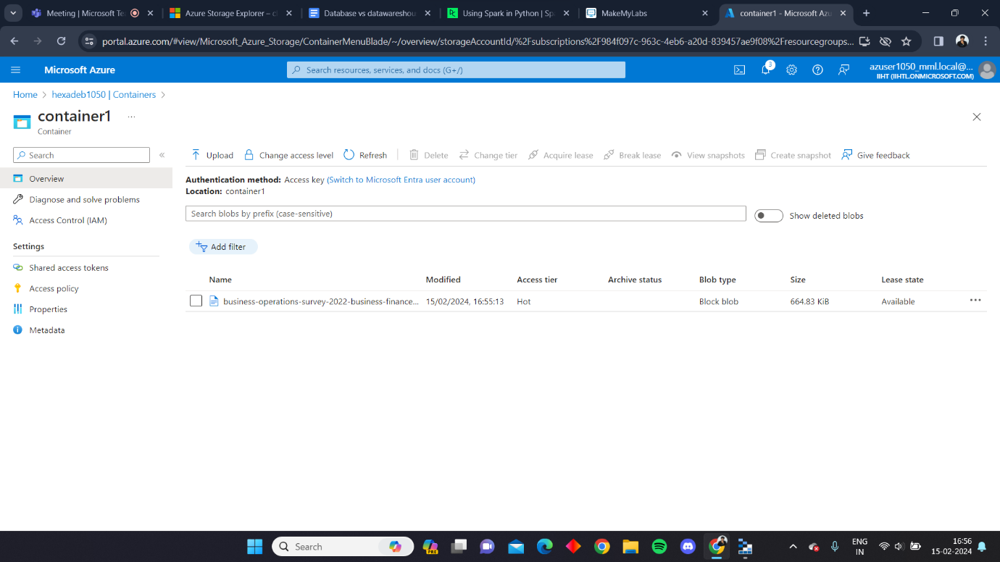 Meeting | Microsoft Te
Azure Storage Explorer – cl
Database vs datawareshou
Using Spark in Python | Sp
MakeMyLabs
container1 - Microsoft Azu
portal.azure.com/#view/Microsoft_Azure_Storage/ContainerMenuBlade/~/overview/storageAccountId/%2Fsubscriptions%2F984f097c-963c-4eb6-a20d-839457ae9f08%2Fresourcegroups...
Microsoft Azure
Search resources, services, and docs (G+/)
3
azuser1050_mml.local@...
IIHT (IIHTL.ONMICROSOFT.COM)
Home > hexadeb1050 | Containers >
container1 ...
Container
Search
«
Upload
Change access level
Refresh
Delete
Change tier
Acquire lease
Break lease
View snapshots
Create snapshot
Give feedback
Overview
Diagnose and solve problems
Access Control (IAM)
Settings
Shared access tokens
Access policy
Properties
Metadata
Authentication method: Access key (Switch to Microsoft Entra user account)
Location: container1
Search blobs by prefix (case-sensitive)
Show deleted blobs
Add filter
Name Modified Access tier Archive status Blob type Size Lease state
business-operations-survey-2022-business-finance... 15/02/2024, 16:55:13 Hot Block blob 664.83 KiB Available ...
Search
PRE
ENG
IN
16:56
15-02-2024